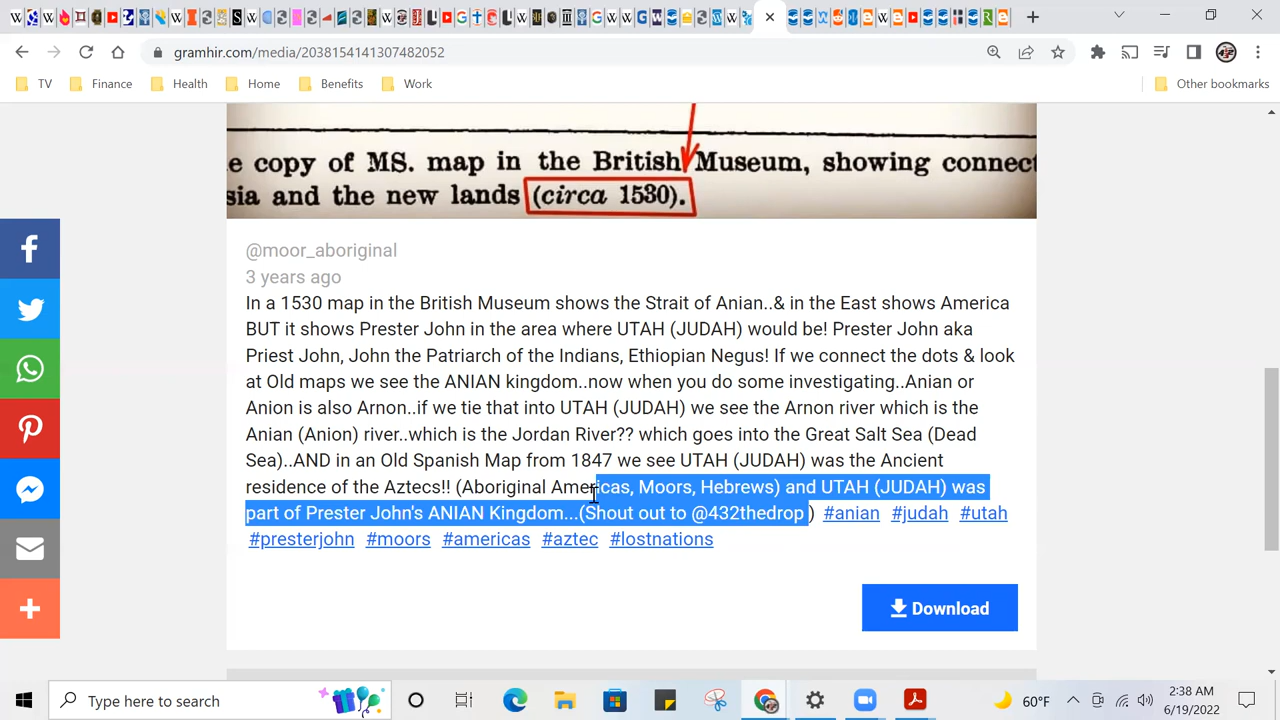 gramhir.com/media/2038154141307482052
TV
Finance
Health
Home
Benefits
Work
Other bookmarks
e copy of MS. map in the British Museum, showing connect
sia and the new lands (circa 1530).
@moor_aboriginal
3 years ago
In a 1530 map in the British Museum shows the Strait of Anian..& in the East shows America
BUT it shows Prester John in the area where UTAH (JUDAH) would be! Prester John aka
Priest John, John the Patriarch of the Indians, Ethiopian Negus! If we connect the dots & look
at Old maps we see the ANIAN kingdom..now when you do some investigating..Anian or
Anion is also Arnon..if we tie that into UTAH (JUDAH) we see the Arnon river which is the
Anian (Anion) river..which is the Jordan River?? which goes into the Great Salt Sea (Dead
Sea)..AND in an Old Spanish Map from 1847 we see UTAH (JUDAH) was the Ancient
residence of the Aztecs!! (Aboriginal Americas, Moors, Hebrews) and UTAH (JUDAH) was
part of Prester John's ANIAN Kingdom...(Shout out to @432thedrop ) #anian #judah #utah
#presterjohn #moors #americas #aztec #lostnations
Download
Type here to search
60°F
2:38 AM
6/19/2022